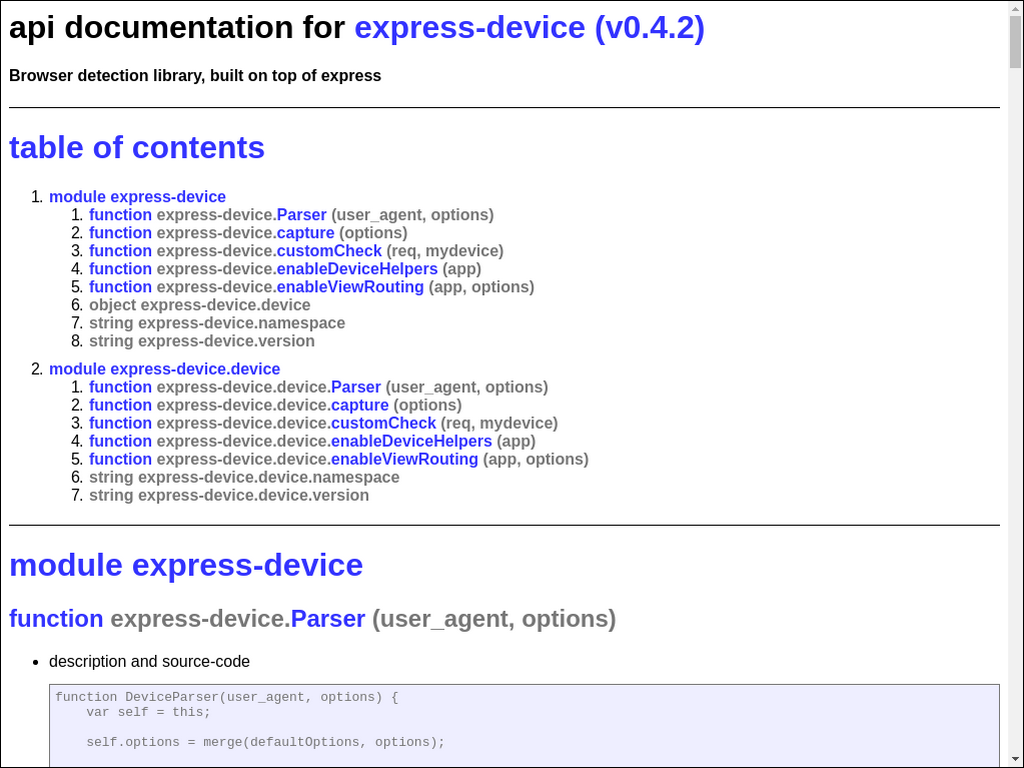 api documentation for express-device (v0.4.2)
Browser detection library, built on top of express
table of contents
1. module express-device
1. function express-device.Parser (user_agent, options)
2. function express-device.capture (options)
3. function express-device.customCheck (req, mydevice)
4. function express-device.enableDeviceHelpers (app)
5. function express-device.enableViewRouting (app, options)
6. object express-device.device
7. string express-device.namespace
8. string express-device.version
2. module express-device.device
1. function express-device.device.Parser (user_agent, options)
2. function express-device.device.capture (options)
3. function express-device.device.customCheck (req, mydevice)
4. function express-device.device.enableDeviceHelpers (app)
5. function express-device.device.enableViewRouting (app, options)
6. string express-device.device.namespace
7. string express-device.device.version
module express-device
function express-device.Parser (user_agent, options)
• description and source-code
function DeviceParser(user_agent, options) {
    var self = this;
    self.options = merge(defaultOptions, options);